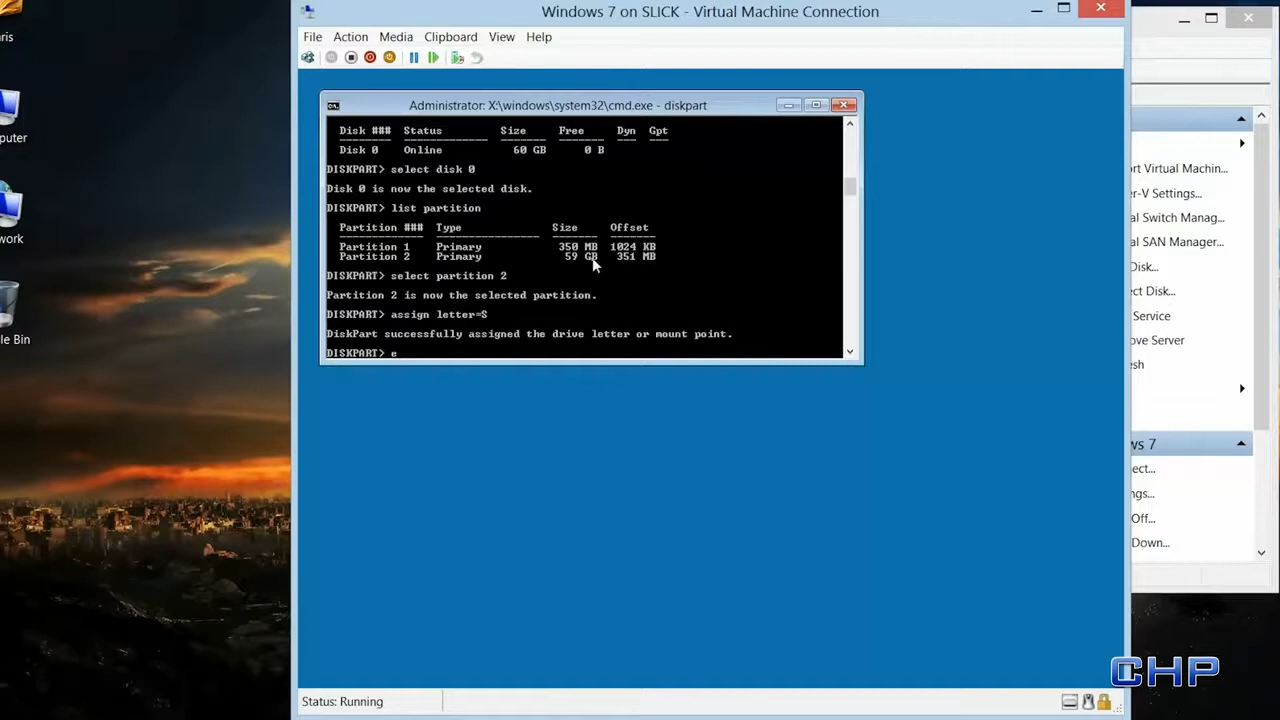 Windows 7 on SLICK - Virtual Machine Connection
File Action Media Clipboard View Help
Administrator: X:\windows\system32\cmd.exe - diskpart
Disk ### Status Size Free Dyn Gpt
Disk 0 Online 60 GB 0 B
DISKPART> select disk 0
Disk 0 is now the selected disk.
DISKPART> list partition
Partition ### Type Size Offset
Partition 1 Primary 350 MB 1024 KB
Partition 2 Primary 59 GB 351 MB
DISKPART> select partition 2
Partition 2 is now the selected partition.
DISKPART> assign letter=S
DiskPart successfully assigned the drive letter or mount point.
DISKPART> e
Status: Running
aris
puter
work
le Bin
ort Virtual Machin...
er-V Settings...
al Switch Manag...
al SAN Manager...
Disk...
ect Disk...
Service
ove Server
esh
ws 7
ect...
ngs...
Off...
Down...
CHP